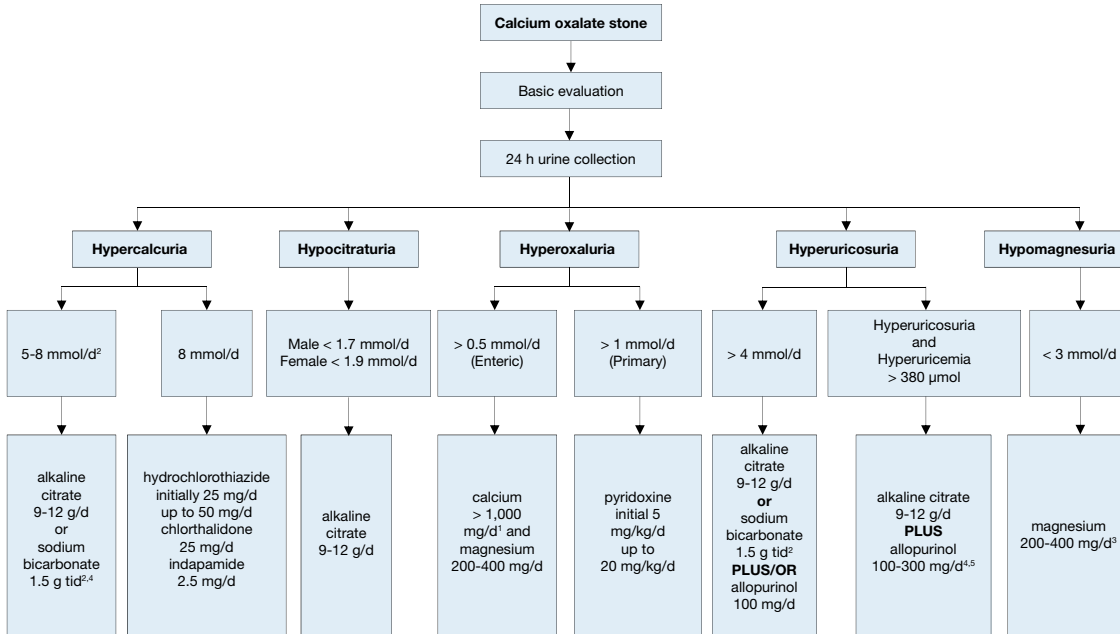 Calcium oxalate stone
Basic evaluation
24 h urine collection
Hypercalcuria
Hypocitraturia
Hyperoxaluria
Hyperuricosuria
Hypomagnesuria
5-8 mmol/d²
8 mmol/d
Male < 1.7 mmol/d
Female < 1.9 mmol/d
> 0.5 mmol/d
(Enteric)
> 1 mmol/d
(Primary)
> 4 mmol/d
Hyperuricosuria
and
Hyperuricemia
> 380 µmol
< 3 mmol/d
alkaline
citrate
9-12 g/d
or
sodium
bicarbonate
1.5 g tid²,⁴
hydrochlorothiazide
initially 25 mg/d
up to 50 mg/d
chlorthalidone
25 mg/d
indapamide
2.5 mg/d
alkaline
citrate
9-12 g/d
calcium
> 1,000
mg/d¹ and
magnesium
200-400 mg/d
pyridoxine
initial 5
mg/kg/d
up to
20 mg/kg/d
alkaline
citrate
9-12 g/d
or
sodium
bicarbonate
1.5 g tid²
PLUS/OR
allopurinol
100 mg/d
alkaline citrate
9-12 g/d
PLUS
allopurinol
100-300 mg/d⁴,⁵
magnesium
200-400 mg/d³